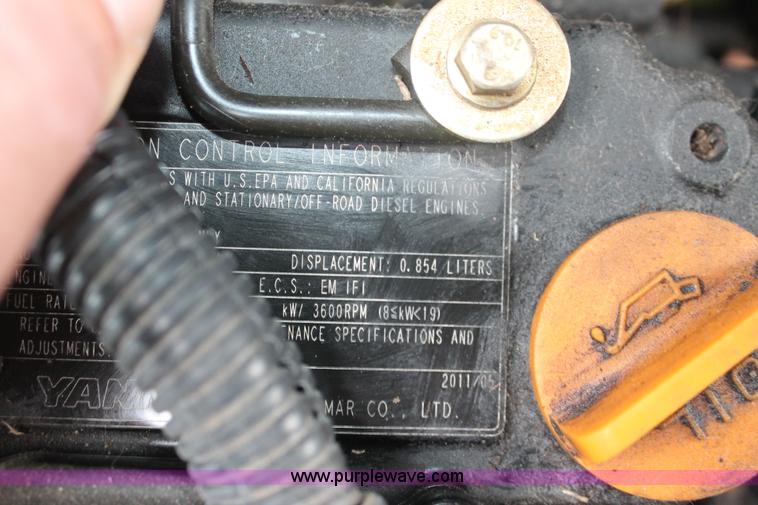 CONTROL INFORMATION
WITH U.S.EPA AND CALIFORNIA REGULATIONS
AND STATIONARY/OFF-ROAD DIESEL ENGINES
DISPLACEMENT: 0.854 LITERS
ENGINE E.C.S.: EM IFI
FUEL kW/ 3600RPM (8≤kW<19)
REFER TO SPECIFICATIONS AND
ADJUSTMENTS.
2011/0
YAN MAR CO., LTD.
OIL
www.purplewave.com